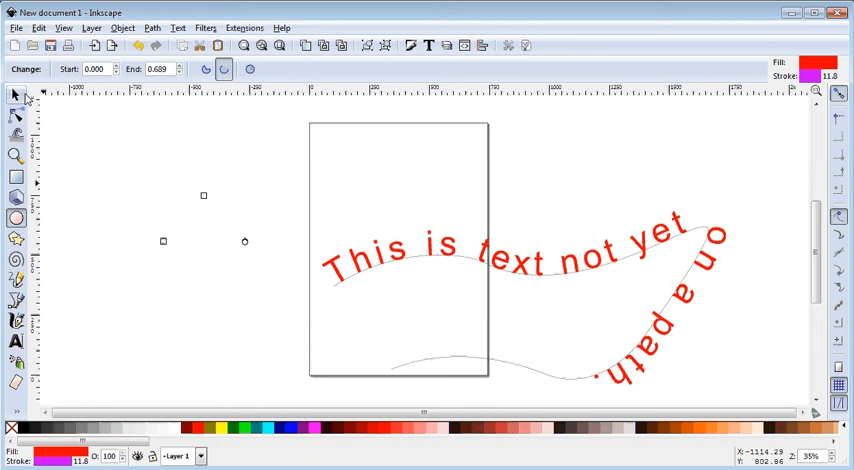 New document 1 - Inkscape
File Edit View Layer Object Path Text Filters Extensions Help
Change: Start: 0.000 End: 0.689
Fill:
Stroke: 11.8
This is text not yet on a path.
Fill:
Stroke: 11.8
O: 100
•Layer 1
X: -1114.29
Y: 802.86
Z: 35%